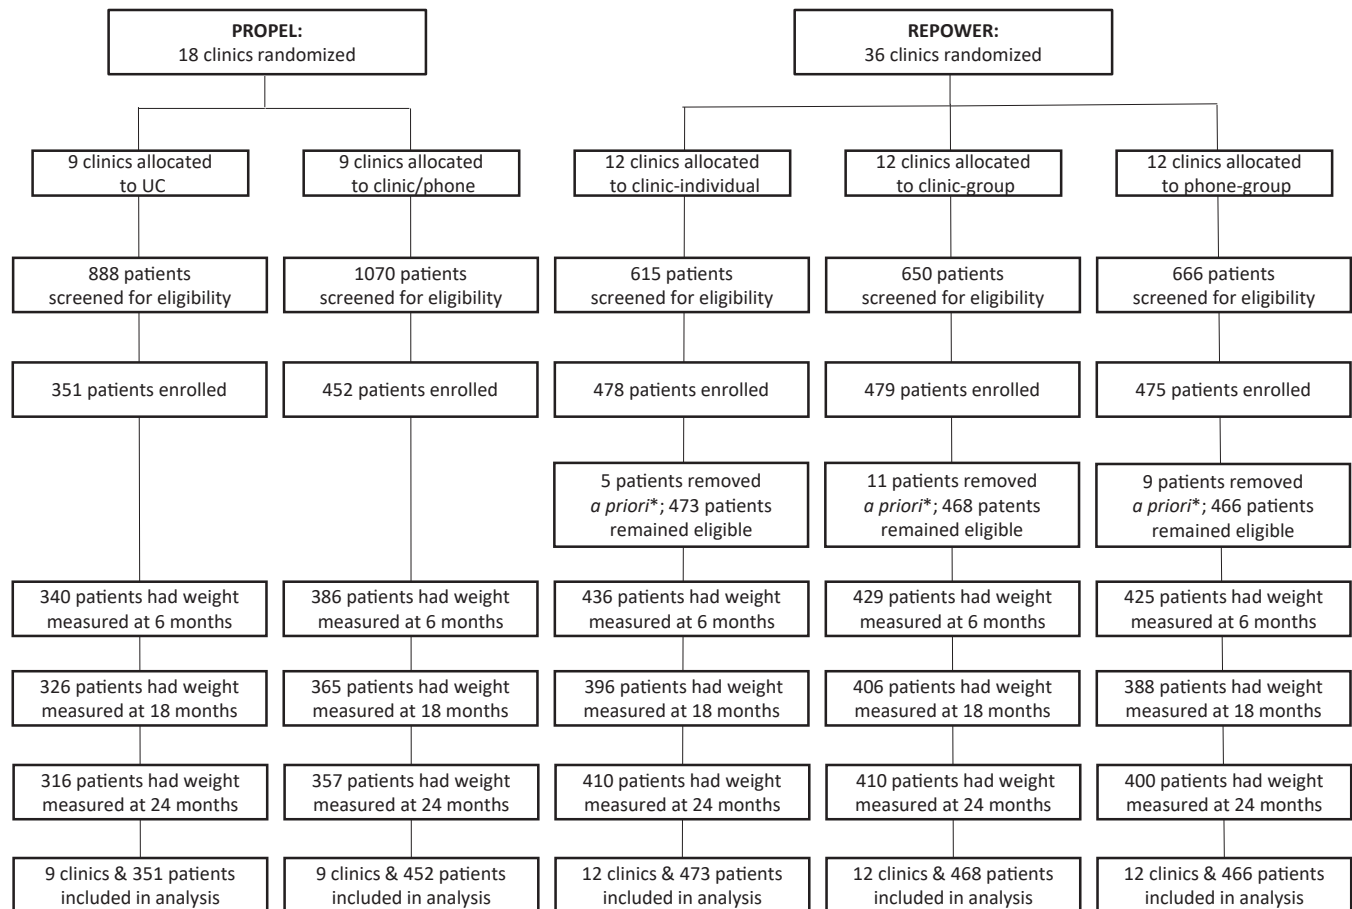 PROPEL:
18 clinics randomized
REPOWER:
36 clinics randomized
9 clinics allocated
to UC
9 clinics allocated
to clinic/phone
12 clinics allocated
to clinic-individual
12 clinics allocated
to clinic-group
12 clinics allocated
to phone-group
888 patients
screened for eligibility
1070 patients
screened for eligibility
615 patients
screened for eligibility
650 patients
screened for eligibility
666 patients
screened for eligibility
351 patients enrolled
452 patients enrolled
478 patients enrolled
479 patients enrolled
475 patients enrolled
5 patients removed
a priori*; 473 patients
remained eligible
11 patients removed
a priori*; 468 patents
remained eligible
9 patients removed
a priori*; 466 patients
remained eligible
340 patients had weight
measured at 6 months
386 patients had weight
measured at 6 months
436 patients had weight
measured at 6 months
429 patients had weight
measured at 6 months
425 patients had weight
measured at 6 months
326 patients had weight
measured at 18 months
365 patients had weight
measured at 18 months
396 patients had weight
measured at 18 months
406 patients had weight
measured at 18 months
388 patients had weight
measured at 18 months
316 patients had weight
measured at 24 months
357 patients had weight
measured at 24 months
410 patients had weight
measured at 24 months
410 patients had weight
measured at 24 months
400 patients had weight
measured at 24 months
9 clinics & 351 patients
included in analysis
9 clinics & 452 patients
included in analysis
12 clinics & 473 patients
included in analysis
12 clinics & 468 patients
included in analysis
12 clinics & 466 patients
included in analysis